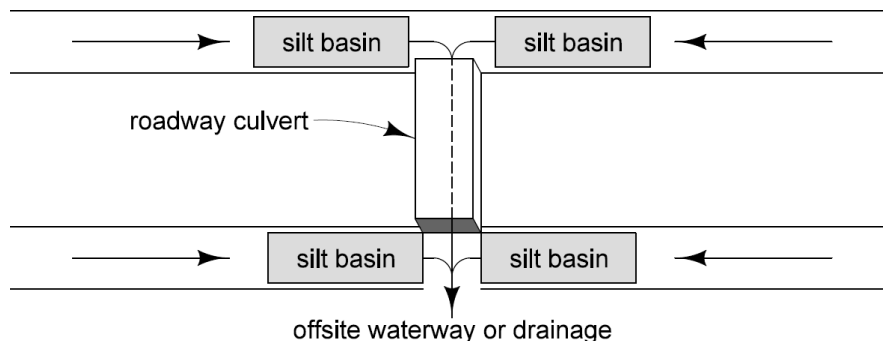 silt basin silt basin
roadway culvert
silt basin silt basin
offsite waterway or drainage